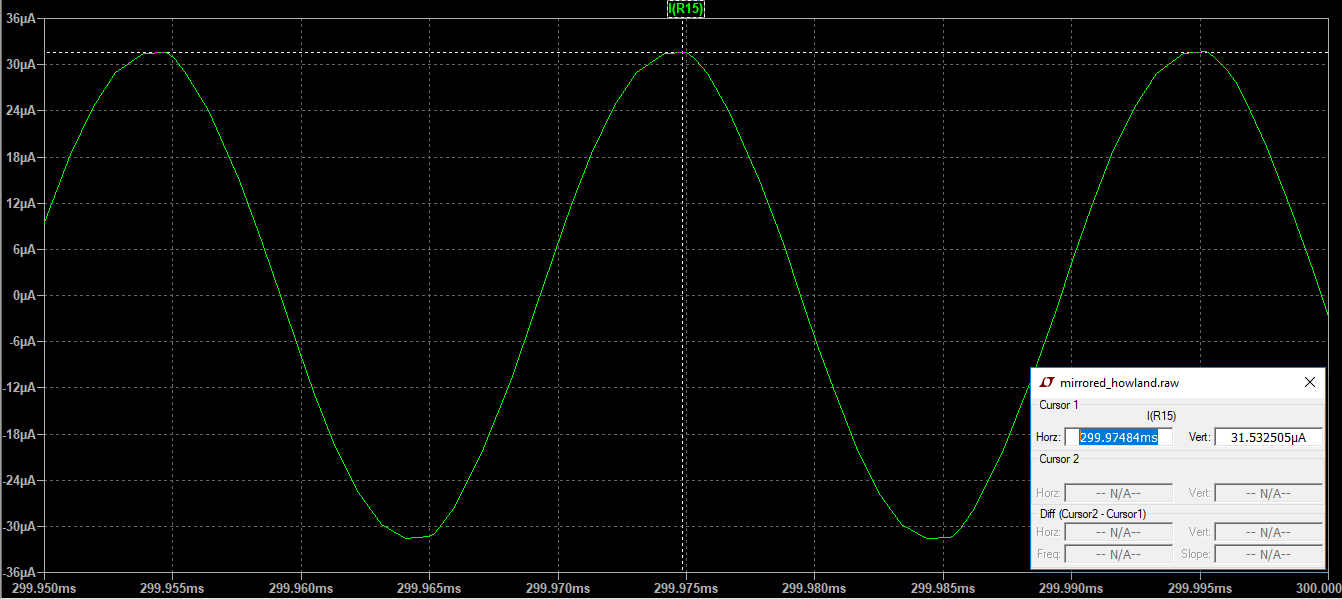 I(R15)
36µA
30µA
24µA
18µA
12µA
6µA
0µA
-6µA
-12µA
-18µA
-24µA
-30µA
-36µA
299.950ms 299.955ms 299.960ms 299.965ms 299.970ms 299.975ms 299.980ms 299.985ms 299.990ms 299.995ms 300.000
mirrored_howland.raw
Cursor 1
I(R15)
Horz: 299.97484ms Vert: 31.532505µA
Cursor 2
Horz: -- N/A-- Vert: -- N/A--
Diff (Cursor2 - Cursor1)
Horz: -- N/A-- Vert: -- N/A--
Freq: -- N/A-- Slope: -- N/A--